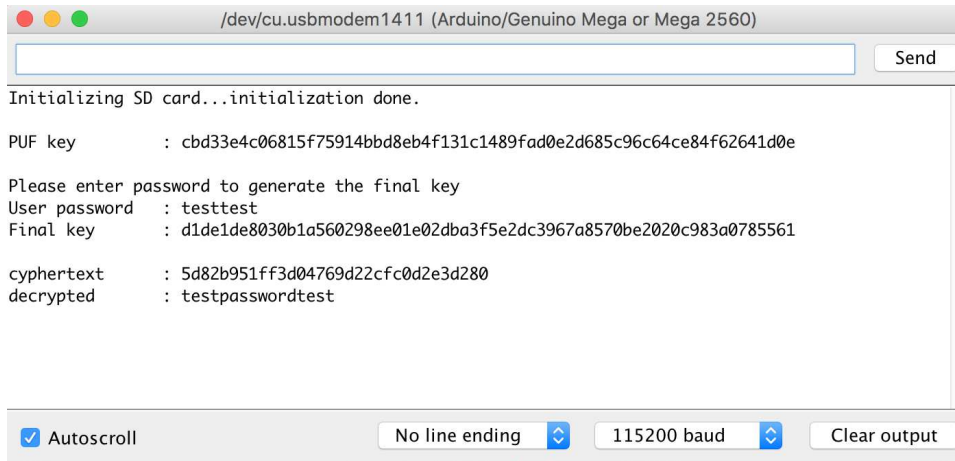 /dev/cu.usbmodem1411 (Arduino/Genuino Mega or Mega 2560)
Send
Initializing SD card...initialization done.
PUF key : cbd33e4c06815f75914bbd8eb4f131c1489fad0e2d685c96c64ce84f62641d0e
Please enter password to generate the final key
User password : testtest
Final key : d1de1de8030b1a560298ee01e02dba3f5e2dc3967a8570be2020c983a0785561
cyphertext : 5d82b951ff3d04769d22cfc0d2e3d280
decrypted : testpasswordtest
Autoscroll No line ending 115200 baud Clear output